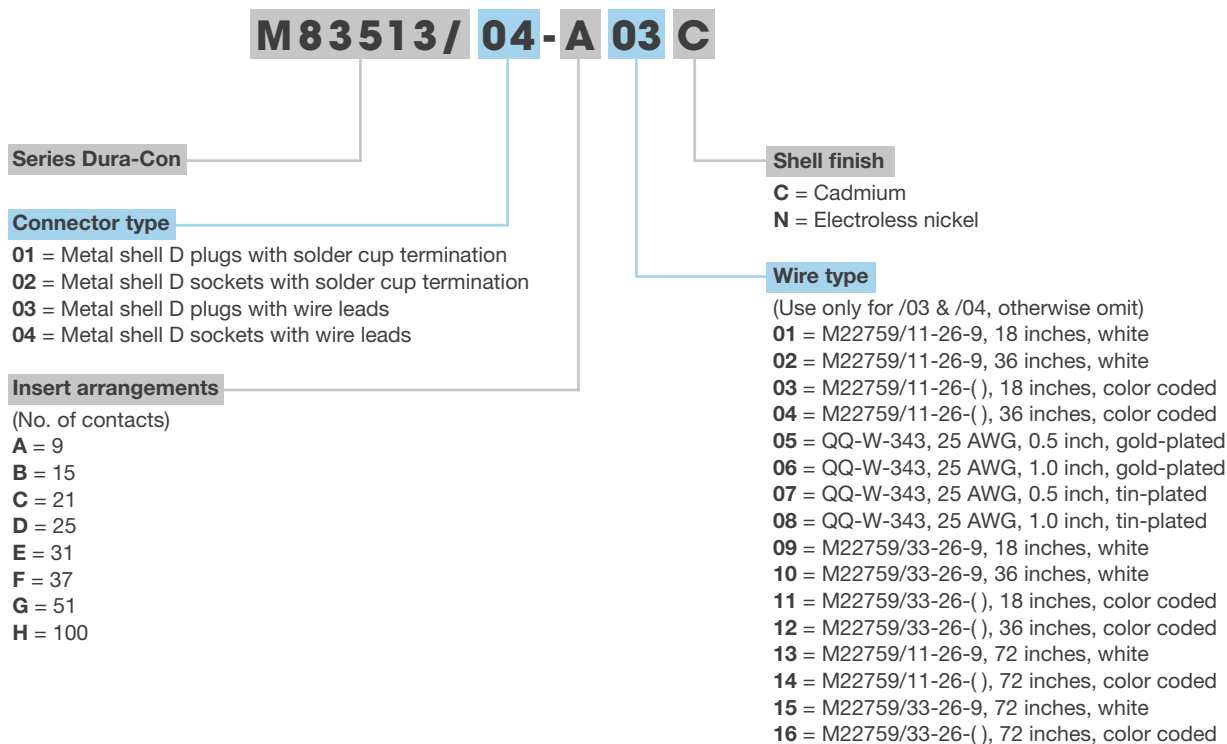 M83513/ 04-A 03 C
Series Dura-Con
Connector type
01 = Metal shell D plugs with solder cup termination
02 = Metal shell D sockets with solder cup termination
03 = Metal shell D plugs with wire leads
04 = Metal shell D sockets with wire leads
Insert arrangements
(No. of contacts)
A = 9
B = 15
C = 21
D = 25
E = 31
F = 37
G = 51
H = 100
Shell finish
C = Cadmium
N = Electroless nickel
Wire type
(Use only for /03 & /04, otherwise omit)
01 = M22759/11-26-9, 18 inches, white
02 = M22759/11-26-9, 36 inches, white
03 = M22759/11-26-( ), 18 inches, color coded
04 = M22759/11-26-( ), 36 inches, color coded
05 = QQ-W-343, 25 AWG, 0.5 inch, gold-plated
06 = QQ-W-343, 25 AWG, 1.0 inch, gold-plated
07 = QQ-W-343, 25 AWG, 0.5 inch, tin-plated
08 = QQ-W-343, 25 AWG, 1.0 inch, tin-plated
09 = M22759/33-26-9, 18 inches, white
10 = M22759/33-26-9, 36 inches, white
11 = M22759/33-26-( ), 18 inches, color coded
12 = M22759/33-26-( ), 36 inches, color coded
13 = M22759/11-26-9, 72 inches, white
14 = M22759/11-26-( ), 72 inches, color coded
15 = M22759/33-26-9, 72 inches, white
16 = M22759/33-26-( ), 72 inches, color coded